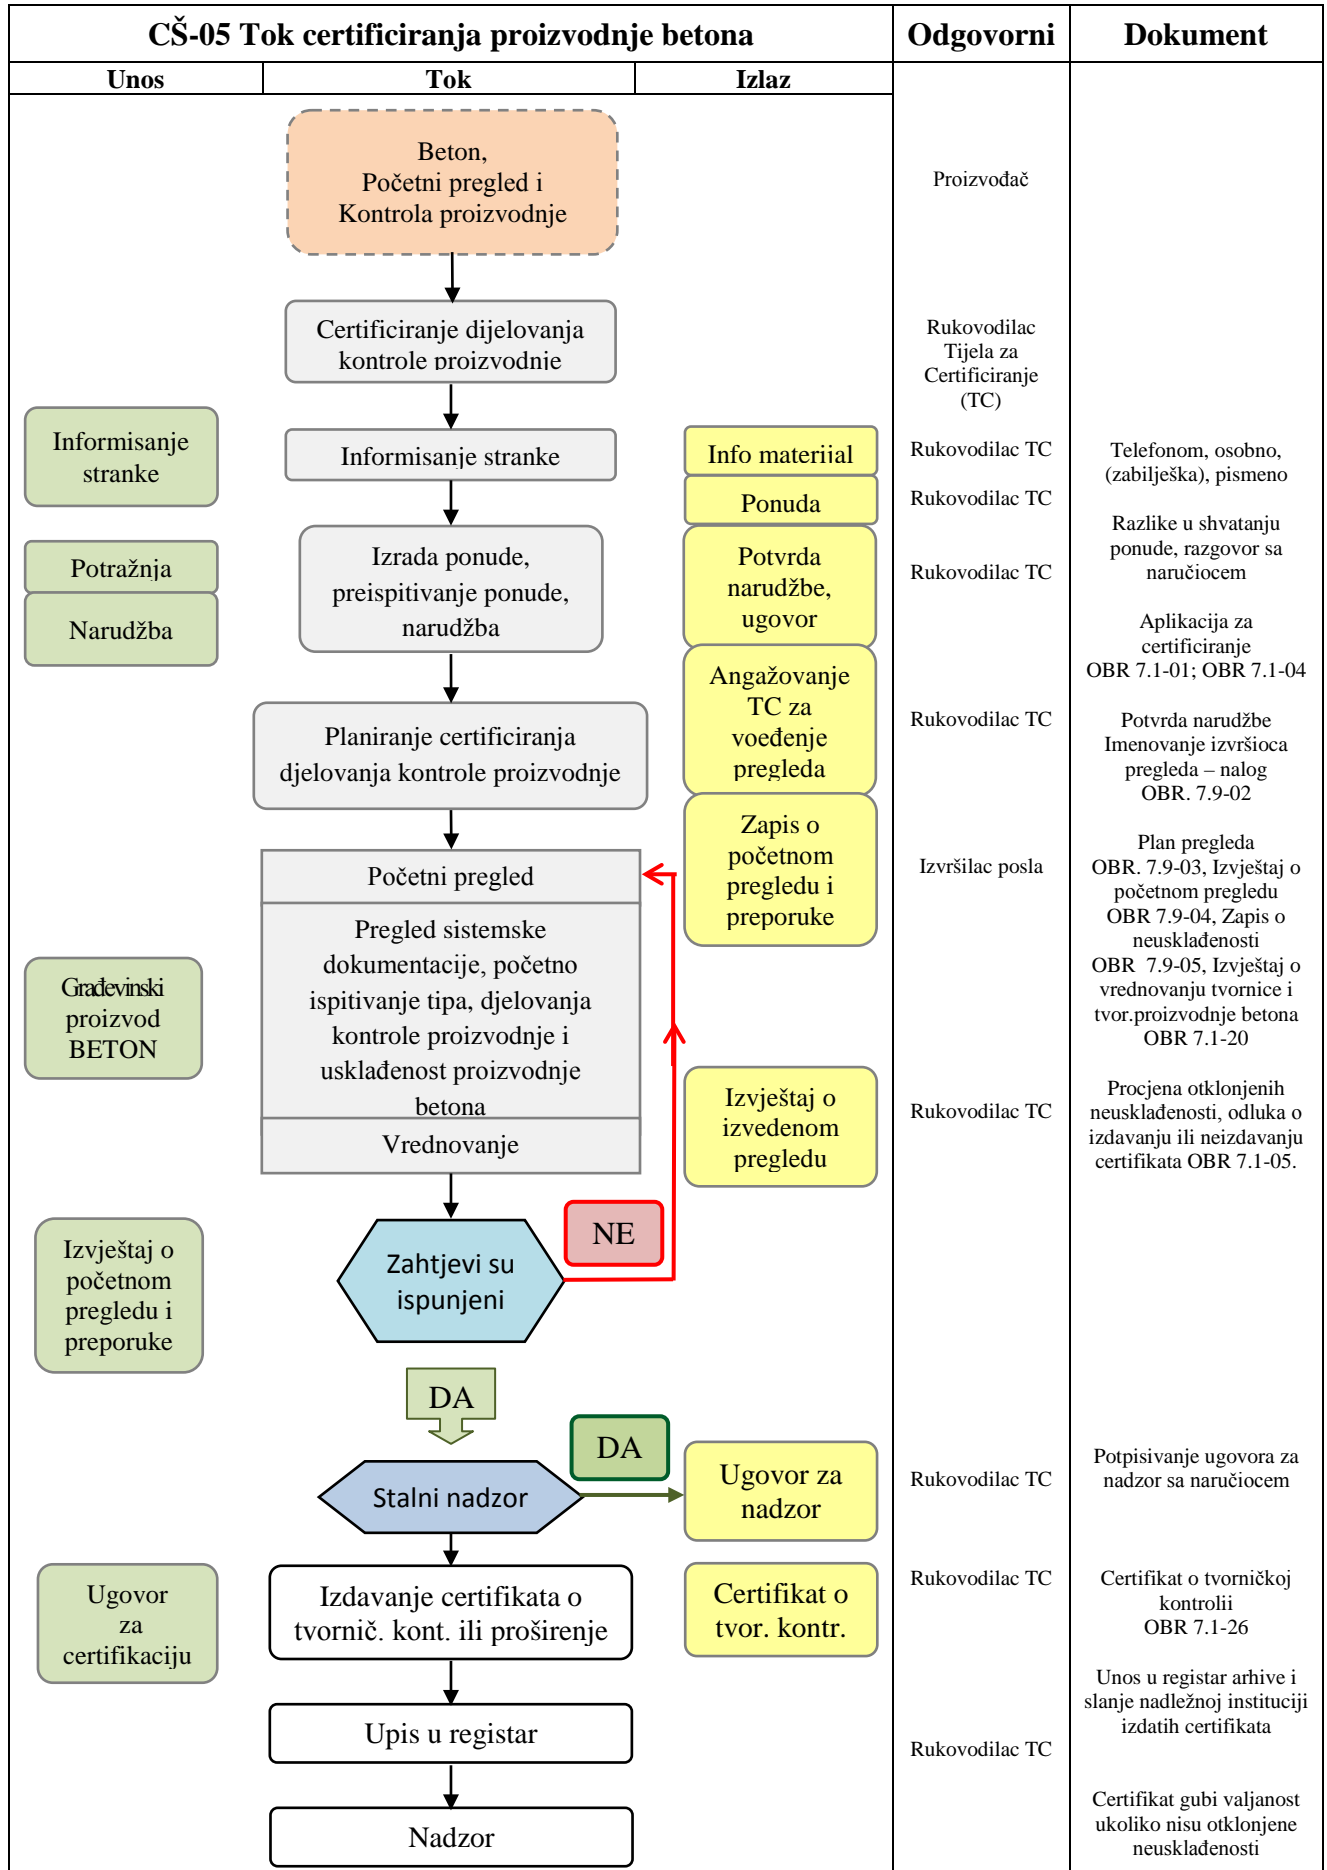 CŠ-05 Tok certificiranja proizvodnje betona
Odgovorni
Dokument
Unos
Tok
Izlaz
Beton,
Početni pregled i
Kontrola proizvodnje
Proizvođač
Certificiranje dijelovanja
kontrole proizvodnje
Rukovodilac
Tijela za
Certificiranje
(TC)
Informisanje
stranke
Informisanje stranke
Info materijal
Rukovodilac TC
Telefonom, osobno,
(zabilješka), pismeno
Ponuda
Rukovodilac TC
Potražnja
Narudžba
Izrada ponude,
preispitivanje ponude,
narudžba
Potvrda
narudžbe,
ugovor
Rukovodilac TC
Razlike u shvatanju
ponude, razgovor sa
naručiocem
Aplikacija za
certificiranje
OBR 7.1-01; OBR 7.1-04
Planiranje certificiranja
djelovanja kontrole proizvodnje
Angažovanje
TC za
voeđenje
pregleda
Rukovodilac TC
Potvrda narudžbe
Imenovanje izvršioca
pregleda – nalog
OBR. 7.9-02
Početni pregled
Zapis o
početnom
pregledu i
preporuke
Izvršilac posla
Plan pregleda
OBR. 7.9-03, Izvještaj o
početnom pregledu
OBR 7.9-04, Zapis o
neusklađenosti
OBR 7.9-05, Izvještaj o
vrednovanju tvornice i
tvor.proizvodnje betona
OBR 7.1-20
Građevinski
proizvod
BETON
Pregled sistemske
dokumentacije, početno
ispitivanje tipa, djelovanja
kontrole proizvodnje i
usklađenost proizvodnje
betona
Vrednovanje
Izvještaj o
izvedenom
pregledu
Rukovodilac TC
Procjena otklonjenih
neusklađenosti, odluka o
izdavanju ili neizdavanju
certifikata OBR 7.1-05.
Izvještaj o
početnom
pregledu i
preporuke
Zahtjevi su
ispunjeni
NE
DA
DA
Stalni nadzor
Ugovor za
nadzor
Rukovodilac TC
Potpisivanje ugovora za
nadzor sa naručiocem
Ugovor
za
certifikaciju
Izdavanje certifikata o
tvornič. kont. ili proširenje
Certifikat o
tvor. kontr.
Rukovodilac TC
Certifikat o tvorničkoj
kontrolii
OBR 7.1-26
Upis u registar
Rukovodilac TC
Unos u registar arhive i
slanje nadležnoj instituciji
izdatih certifikata
Nadzor
Certifikat gubi valjanost
ukoliko nisu otklonjene
neusklađenosti